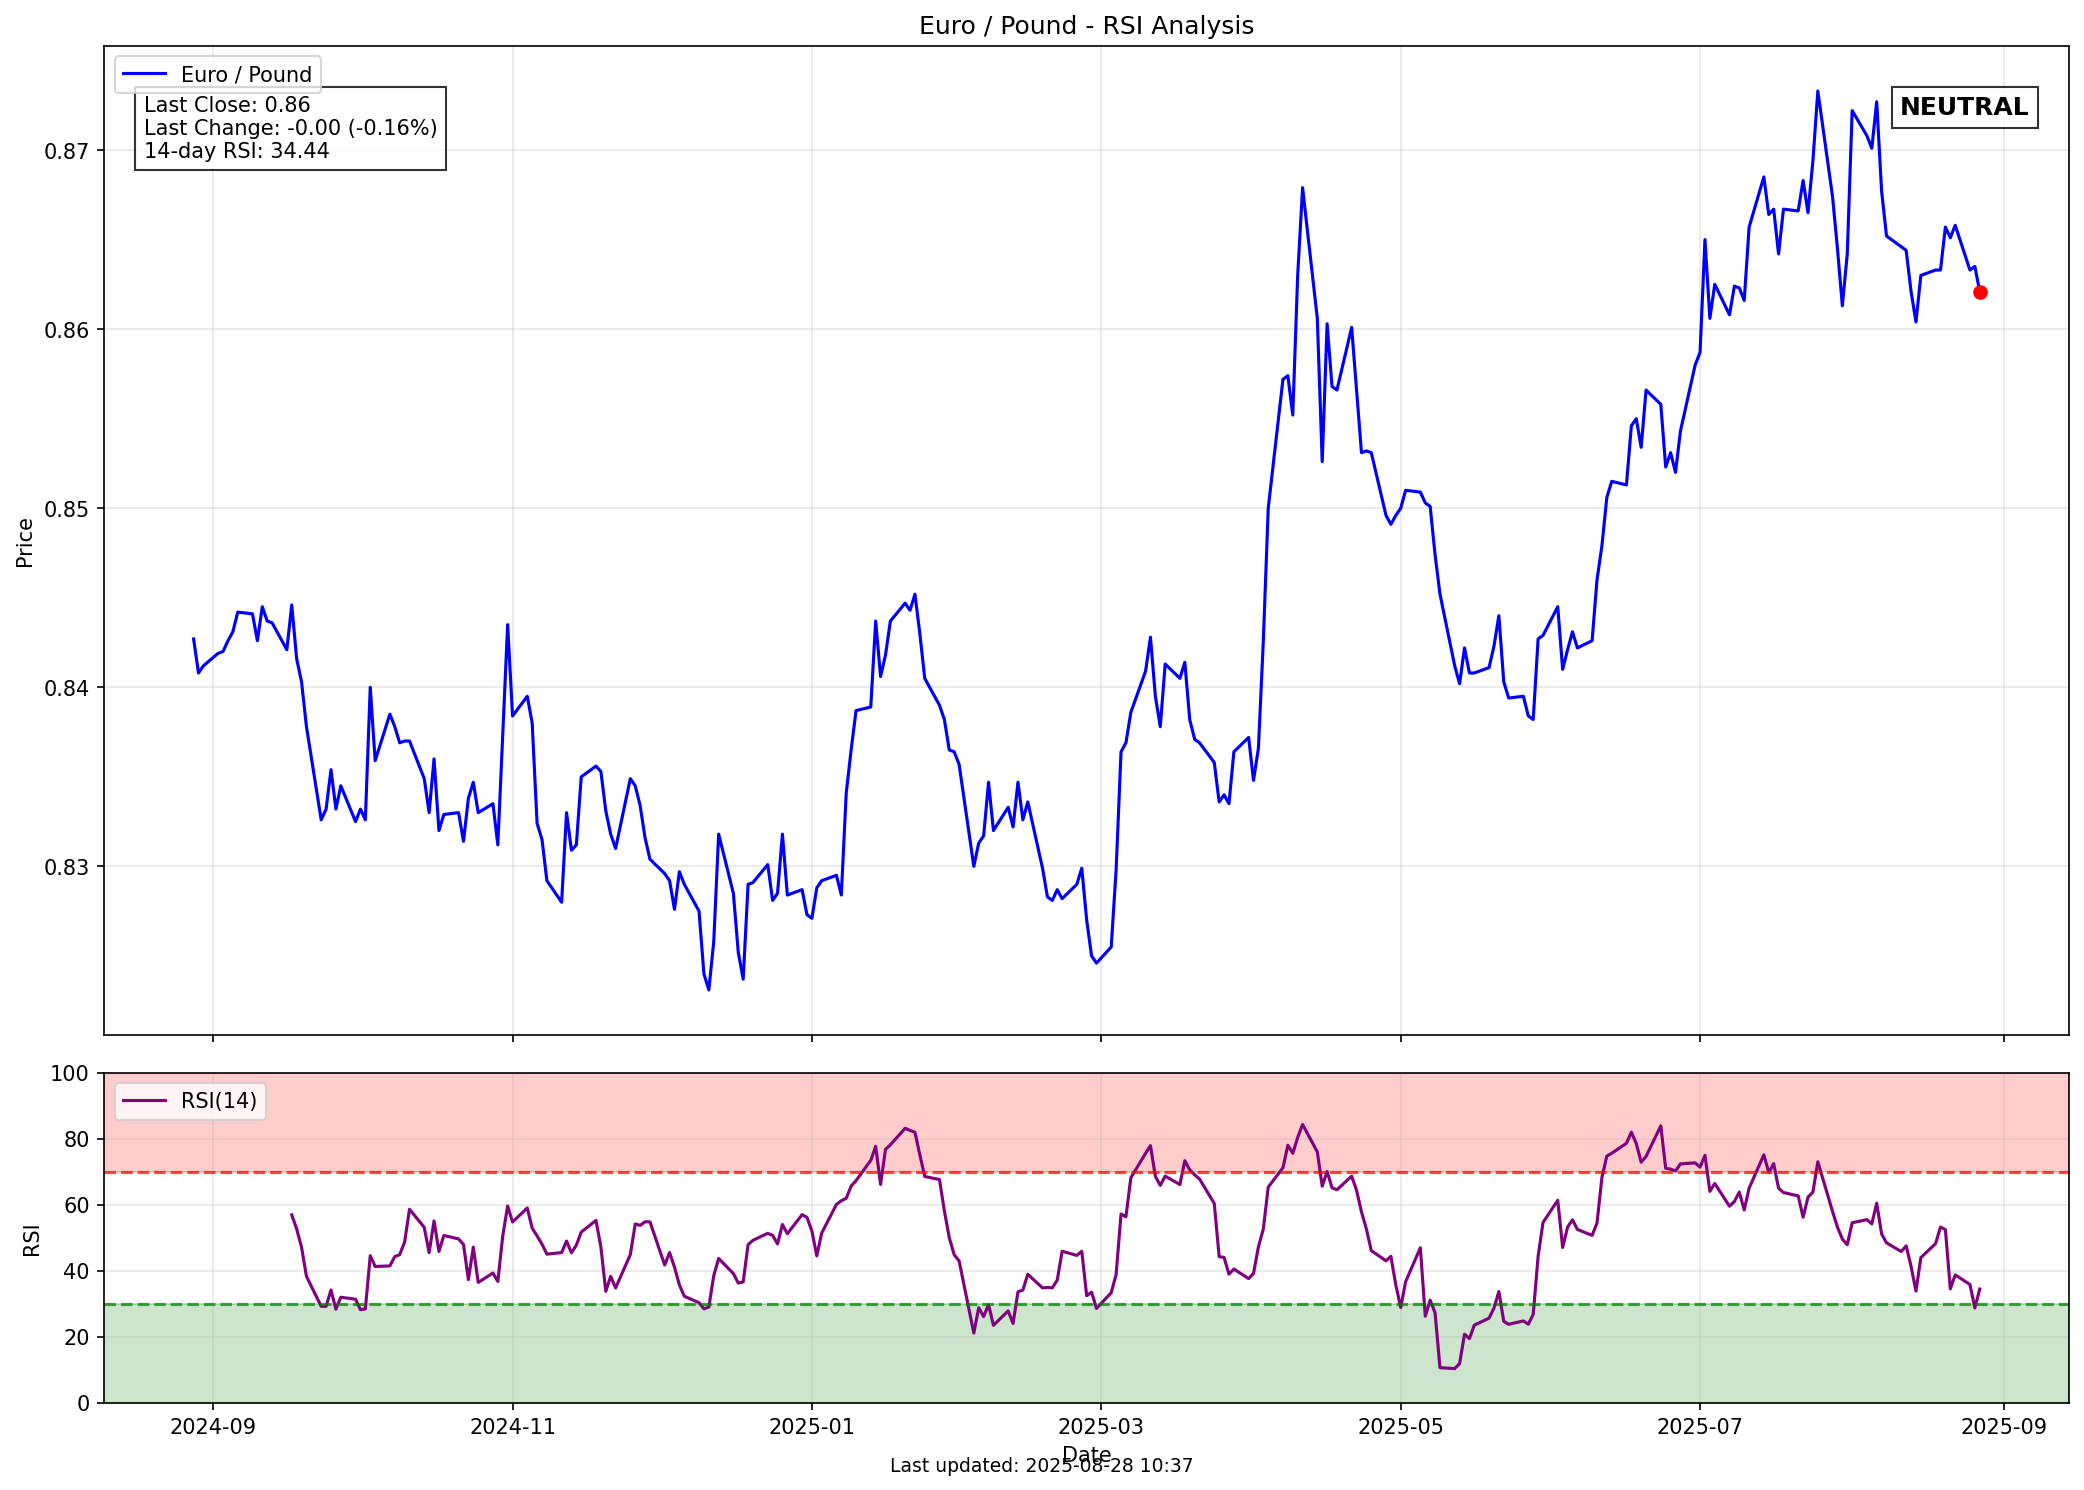 Euro / Pound - RSI Analysis
Euro / Pound
Last Close: 0.86
Last Change: -0.00 (-0.16%)
14-day RSI: 34.44
NEUTRAL
0.87
0.86
0.85
0.84
0.83
Price
RSI(14)
100
80
60
40
20
0
RSI
2024-09
2024-11
2025-01
2025-03
2025-05
2025-07
2025-09
Date
Last updated: 2025-08-28 10:37